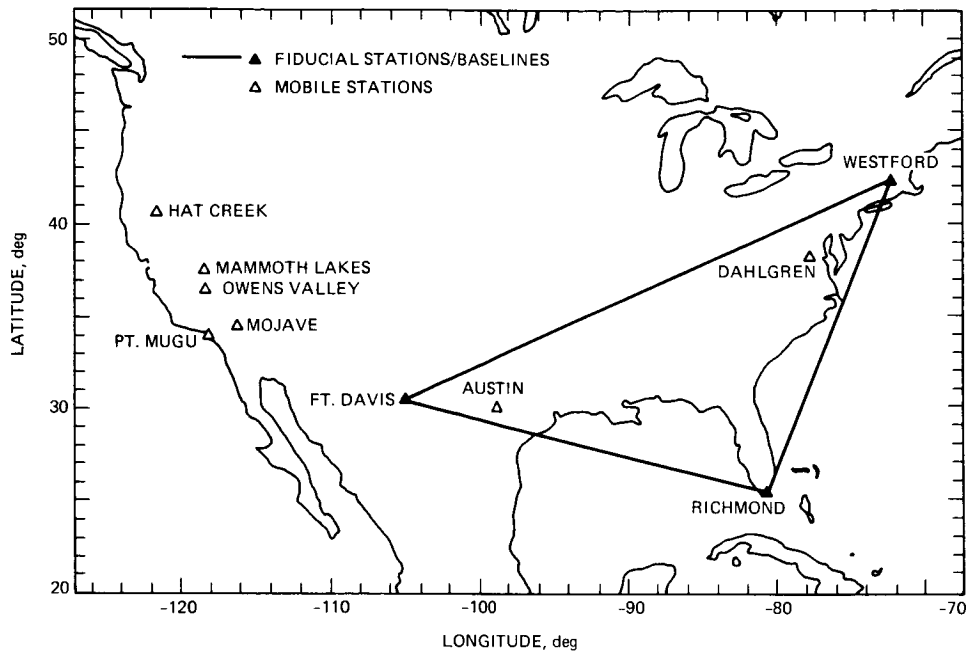 FIDUCIAL STATIONS/BASELINES
MOBILE STATIONS
WESTFORD
HAT CREEK
DAHLGREN
MAMMOTH LAKES
OWENS VALLEY
MOJAVE
PT. MUGU
AUSTIN
FT. DAVIS
RICHMOND
50
40
30
20
LATITUDE, deg
-120
-110
-100
-90
-80
-70
LONGITUDE, deg